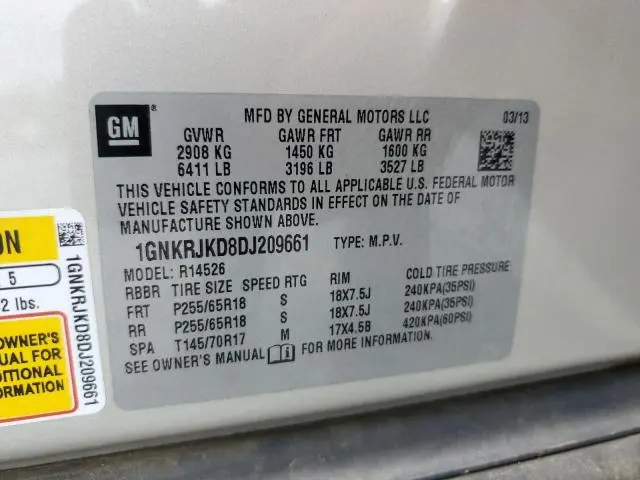 GM
MFD BY GENERAL MOTORS LLC
03/13
GVWR GAWR FRT GAWR RR
2908 KG 1450 KG 1600 KG
6411 LB 3196 LB 3527 LB
THIS VEHICLE CONFORMS TO ALL APPLICABLE U.S. FEDERAL MOTOR
VEHICLE SAFETY STANDARDS IN EFFECT ON THE DATE OF
MANUFACTURE SHOWN ABOVE.
1GNKRJKD8DJ209661 TYPE: M.P.V.
MODEL: R14526
RBBR TIRE SIZE SPEED RTG RIM COLD TIRE PRESSURE
FRT P255/65R18 S 18X7.5J 240KPA(35PSI)
RR P255/65R18 S 18X7.5J 240KPA(35PSI)
SPA T145/70R17 M 17X4.5B 420KPA(60PSI)
SEE OWNER'S MANUAL i FOR MORE INFORMATION.
ON
5
2 lbs.
OWNER'S
UAL FOR
DITIONAL
ORMATION
1GNKRJKD8DJ209661